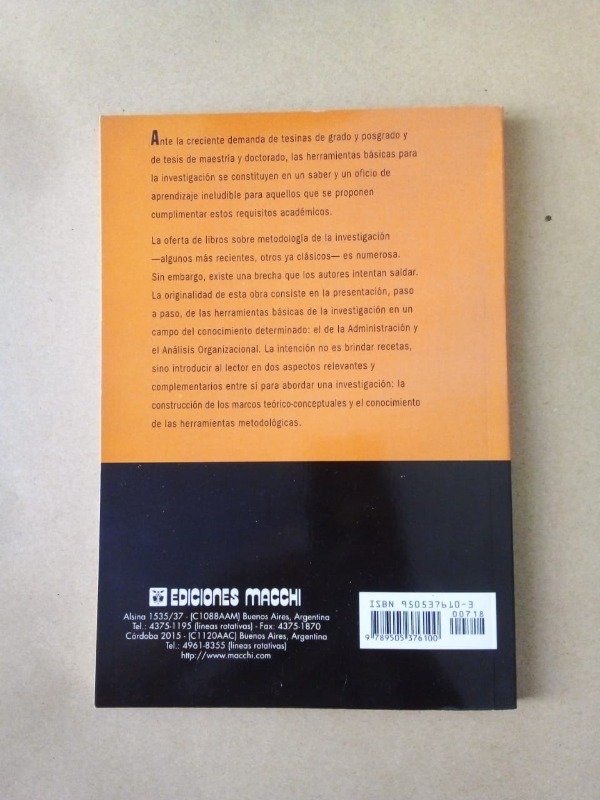 Ante la creciente demanda de tesinas de grado y posgrado y
de tesis de maestría y doctorado, las herramientas básicas para
la investigación se constituyen en un saber y un oficio de
aprendizaje ineludible para aquellos que se proponen
cumplimentar estos requisitos académicos.
La oferta de libros sobre metodología de la investigación
—algunos más recientes, otros ya clásicos— es numerosa.
Sin embargo, existe una brecha que los autores intentan saldar.
La originalidad de esta obra consiste en la presentación, paso
a paso, de las herramientas básicas de la investigación en un
campo del conocimiento determinado: el de la Administración y
el Análisis Organizacional. La intención no es brindar recetas,
sino introducir al lector en dos aspectos relevantes y
complementarios entre sí para abordar una investigación: la
construcción de los marcos teórico-conceptuales y el conocimiento
de las herramientas metodológicas.
EDICIONES MACCHI
Alsina 1535/37 - (C1088AAM) Buenos Aires, Argentina
Tel.: 4375-1195 (líneas rotativas) - Fax: 4375-1870
Córdoba 2015 - (C1120AAC) Buenos Aires, Argentina
Tel.: 4961-8355 (líneas rotativas)
http://www.macchi.com
ISBN 950537610-3
00718
9 789505 376100